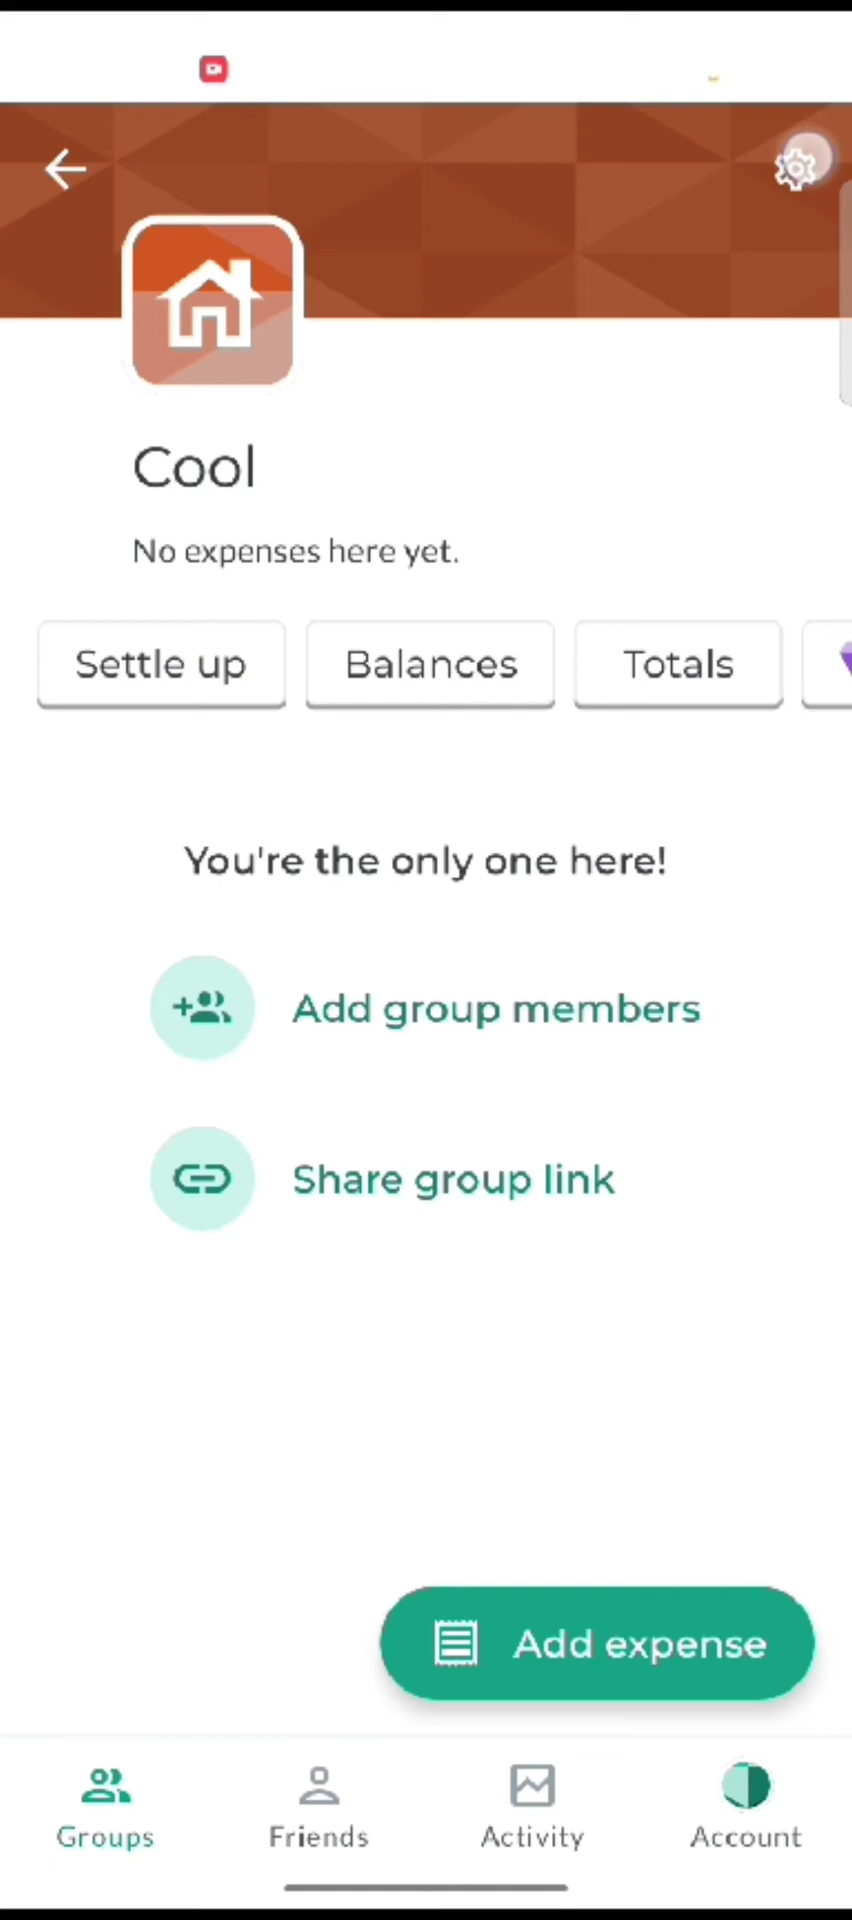 Cool
No expenses here yet.
Settle up
Balances
Totals
You're the only one here!
Add group members
Share group link
Add expense
Groups
Friends
Activity
Account